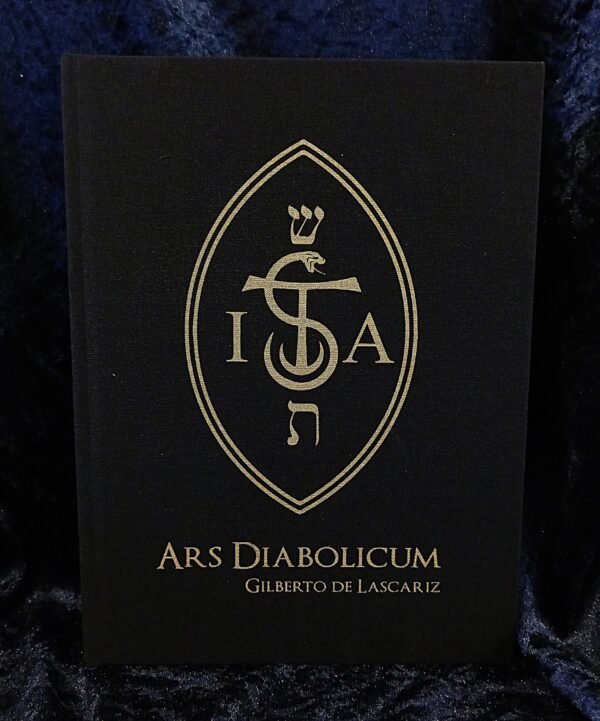 ש
I A
ת
ARS DIABOLICUM
GILBERTO DE LASCARIZ